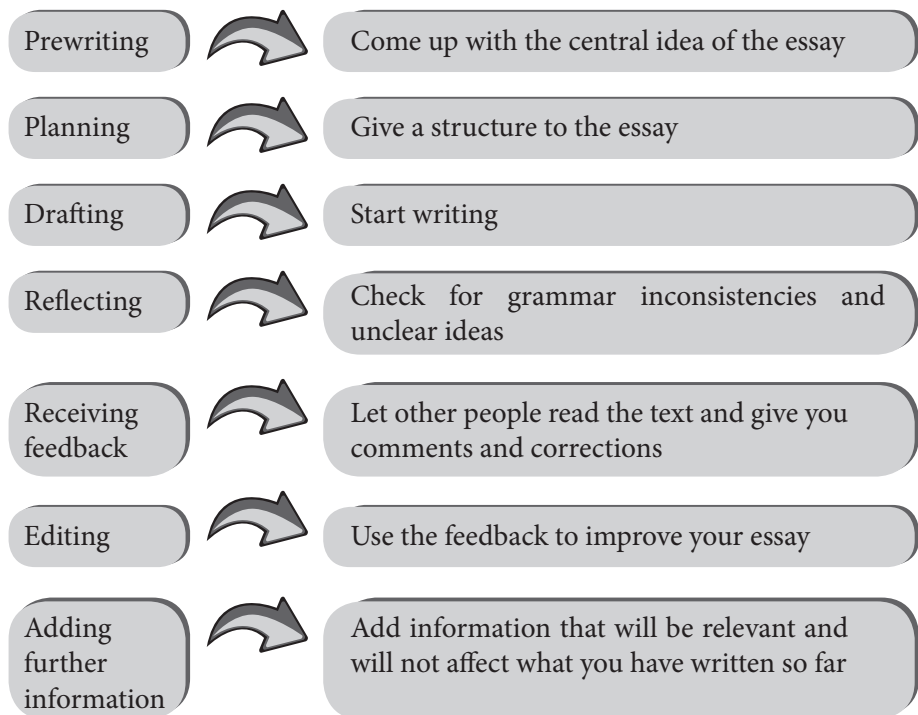 Prewriting
Come up with the central idea of the essay
Planning
Give a structure to the essay
Drafting
Start writing
Reflecting
Check for grammar inconsistencies and
unclear ideas
Receiving
feedback
Let other people read the text and give you
comments and corrections
Editing
Use the feedback to improve your essay
Adding
further
information
Add information that will be relevant and
will not affect what you have written so far